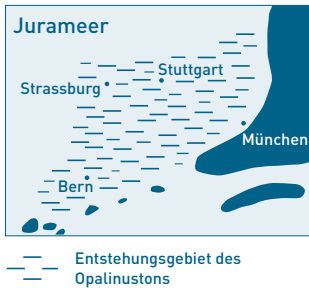 Jurameer
Stuttgart
Strassburg
München
Bern
Entstehungsgebiet des
Opalinustons